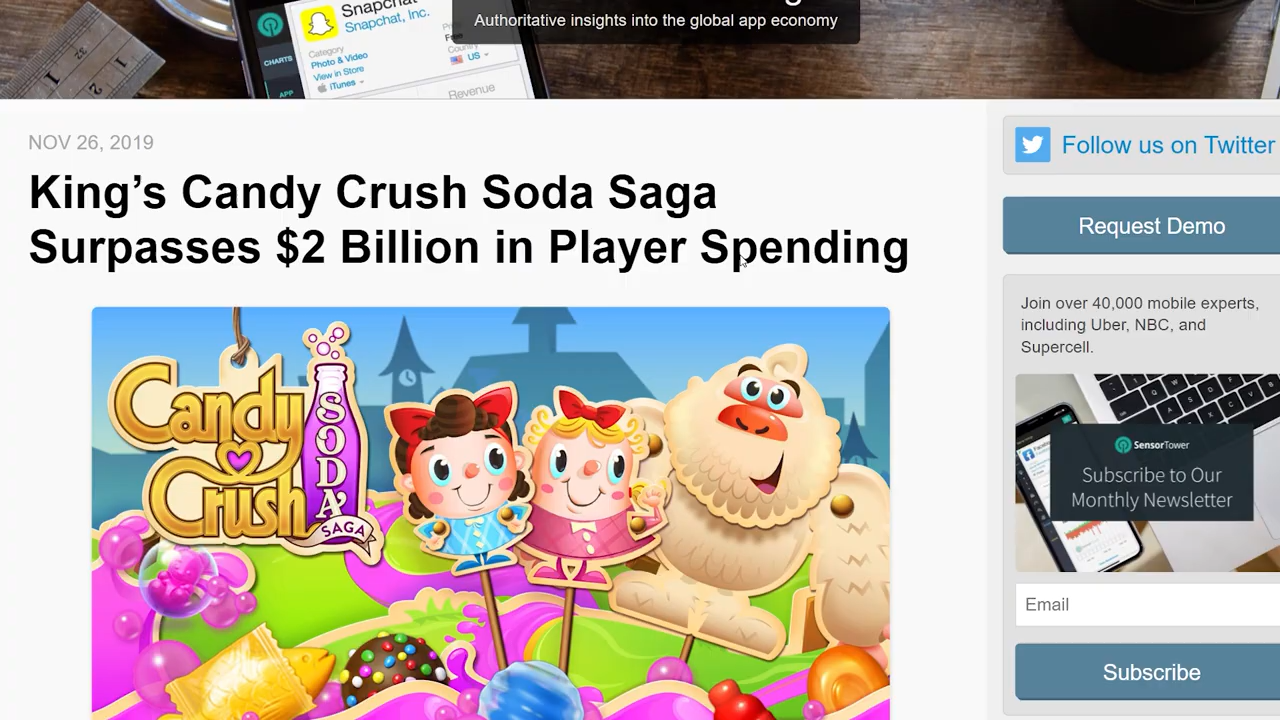 Snapchat
Snapchat, Inc.
Category
Photo & Video
View in Store
iTunes
Free
Country
US
CHARTS
APP
Revenue
Authoritative insights into the global app economy
NOV 26, 2019
King’s Candy Crush Soda Saga
Surpasses $2 Billion in Player Spending
Candy
Crush
SODA
SAGA
Follow us on Twitter
Request Demo
Join over 40,000 mobile experts,
including Uber, NBC, and
Supercell.
SensorTower
Subscribe to Our
Monthly Newsletter
Email
Subscribe